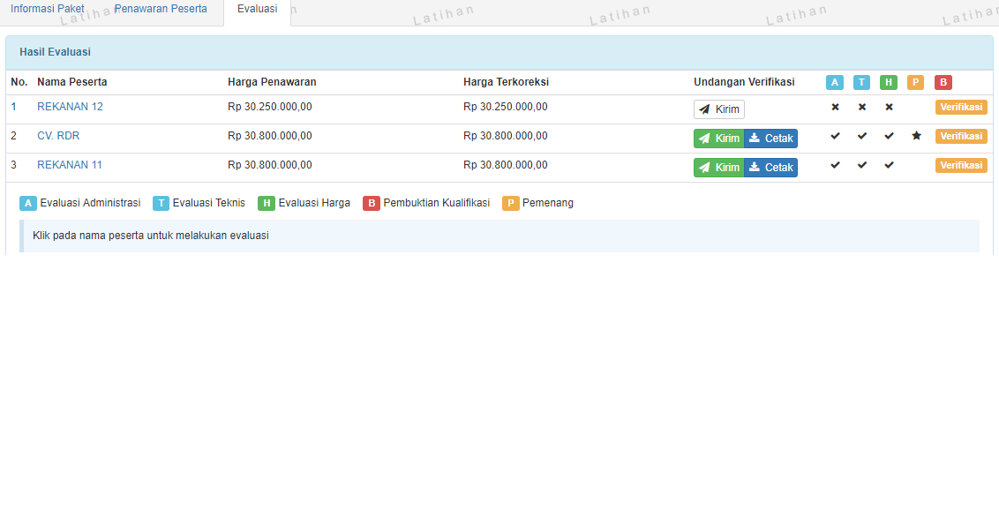 Informasi Paket Penawaran Peserta Evaluasi
Latihan Latihan Latihan Latihan Latihan
Hasil Evaluasi
No. Nama Peserta Harga Penawaran Harga Terkoreksi Undangan Verifikasi A T H P B
1 REKANAN 12 Rp 30.250.000,00 Rp 30.250.000,00 Kirim Verifikasi
2 CV. RDR Rp 30.800.000,00 Rp 30.800.000,00 Kirim Cetak Verifikasi
3 REKANAN 11 Rp 30.800.000,00 Rp 30.800.000,00 Kirim Cetak Verifikasi
A Evaluasi Administrasi T Evaluasi Teknis H Evaluasi Harga B Pembuktian Kualifikasi P Pemenang
Klik pada nama peserta untuk melakukan evaluasi